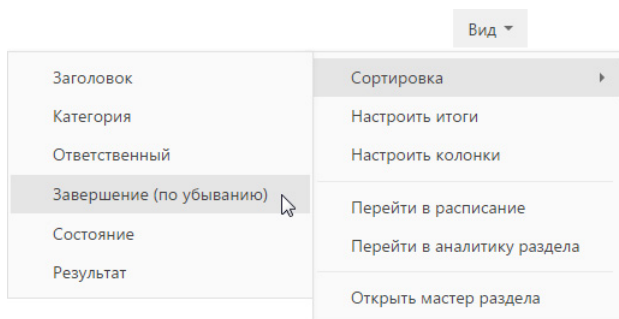 Вид
Сортировка
Настроить итоги
Настроить колонки
Перейти в расписание
Перейти в аналитику раздела
Открыть мастер раздела
Заголовок
Категория
Ответственный
Завершение (по убыванию)
Состояние
Результат